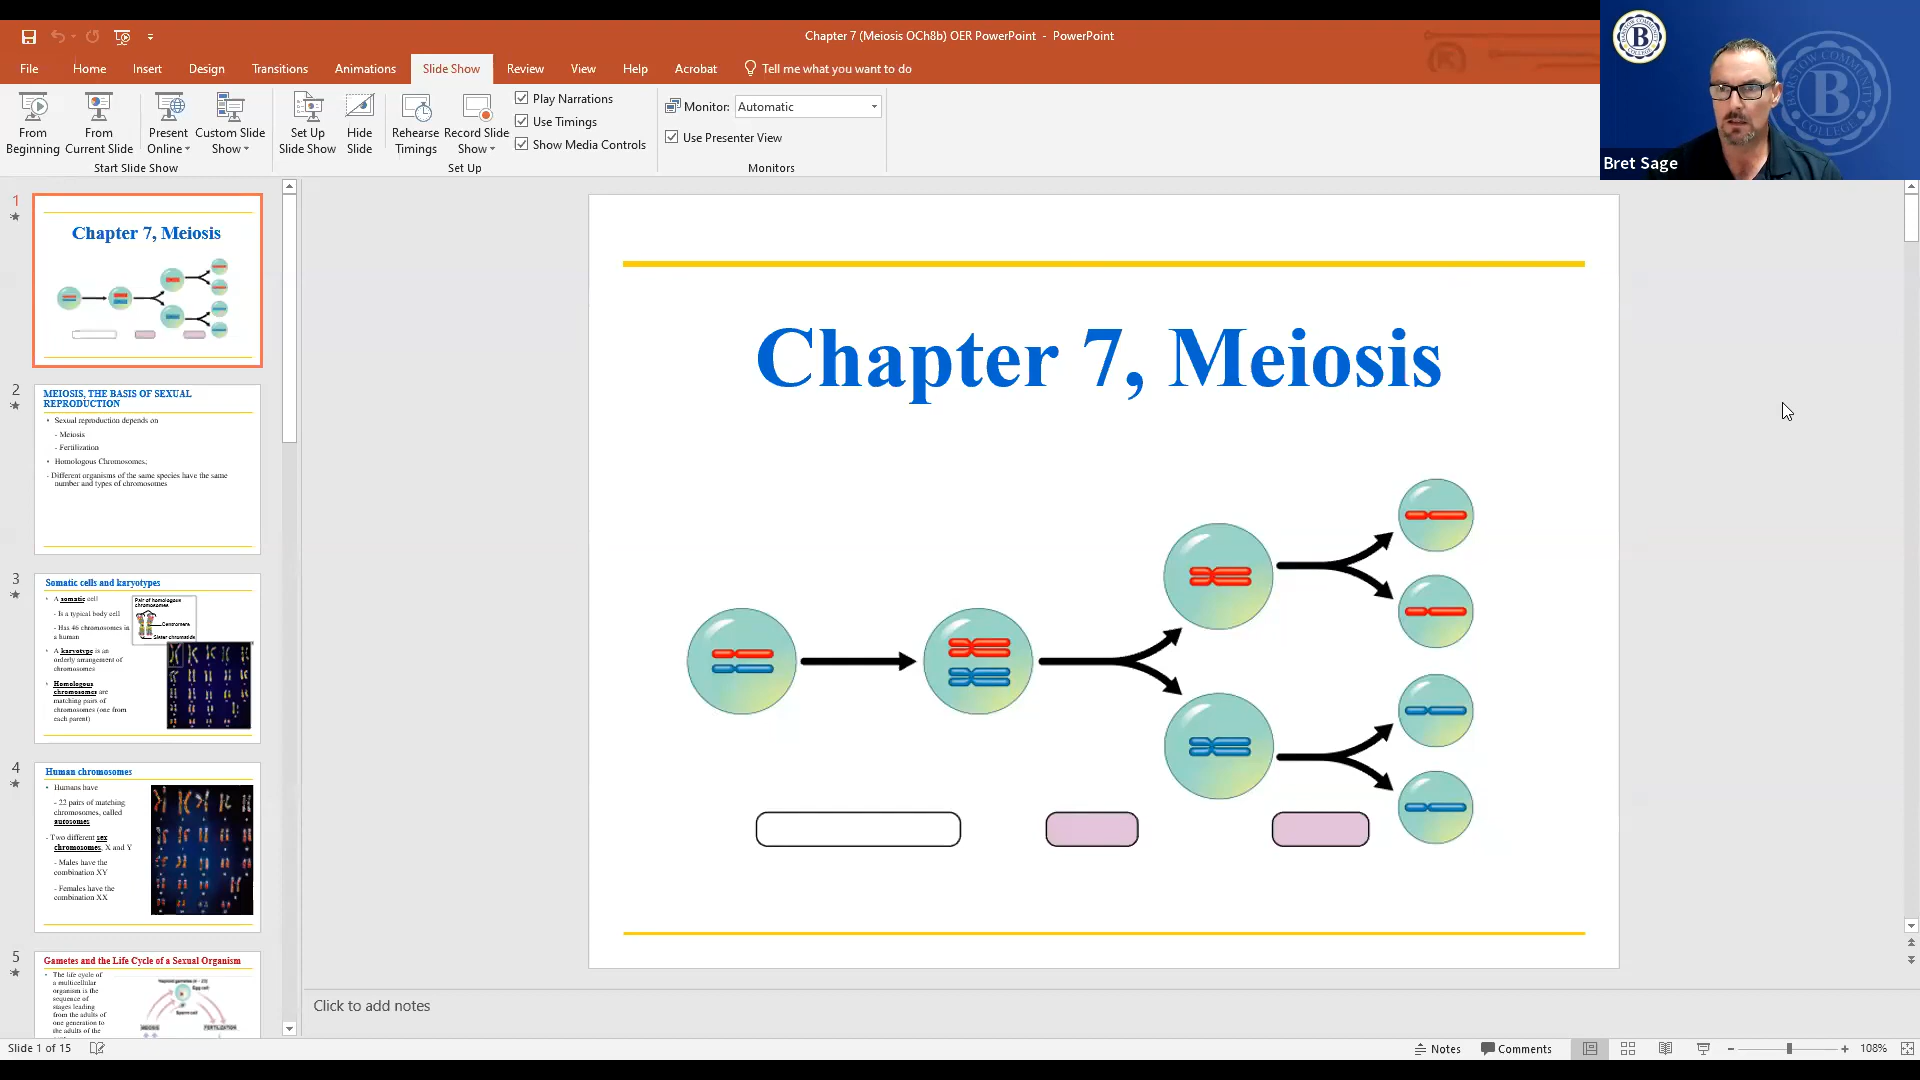 Chapter 7 (Meiosis OCh8b) OER PowerPoint - PowerPoint
File Home Insert Design Transitions Animations Slide Show Review View Help Acrobat Tell me what you want to do
From Beginning
From Current Slide
Present Online
Custom Slide Show
Start Slide Show
Set Up Slide Show
Hide Slide
Rehearse Timings
Record Slide Show
Play Narrations
Use Timings
Show Media Controls
Set Up
Monitor: Automatic
Use Presenter View
Monitors
B
BARSTOW COMMUNITY COLLEGE
Bret Sage
1
Chapter 7, Meiosis
2
MEIOSIS, THE BASIS OF SEXUAL
REPRODUCTION
• Sexual reproduction depends on
- Meiosis
- Fertilization
• Homologous Chromosomes;
- Different organisms of the same species have the same
number and types of chromosomes
3
Somatic cells and karyotypes
• A somatic cell
- Is a typical body cell
- Has 46 chromosomes in
a human
• A karyotype is an
orderly arrangement of
chromosomes
• Homologous
chromosomes are
matching pairs of
chromosomes (one from
each parent)
Pair of homologous
chromosomes
Centromere
Sister chromatids
4
Human chromosomes
• Humans have
- 22 pairs of matching
chromosomes, called
autosomes
- Two different sex
chromosomes, X and Y
- Males have the
combination XY
- Females have the
combination XX
5
Gametes and the Life Cycle of a Sexual Organism
• The life cycle of
a multicellular
organism is the
sequence of
stages leading
from the adults of
one generation to
the adults of the
Haploid gametes (n = 23)
Egg cell
Sperm cell
MEIOSIS
FERTILIZATION
Chapter 7, Meiosis
Click to add notes
Slide 1 of 15
Notes
Comments
108%